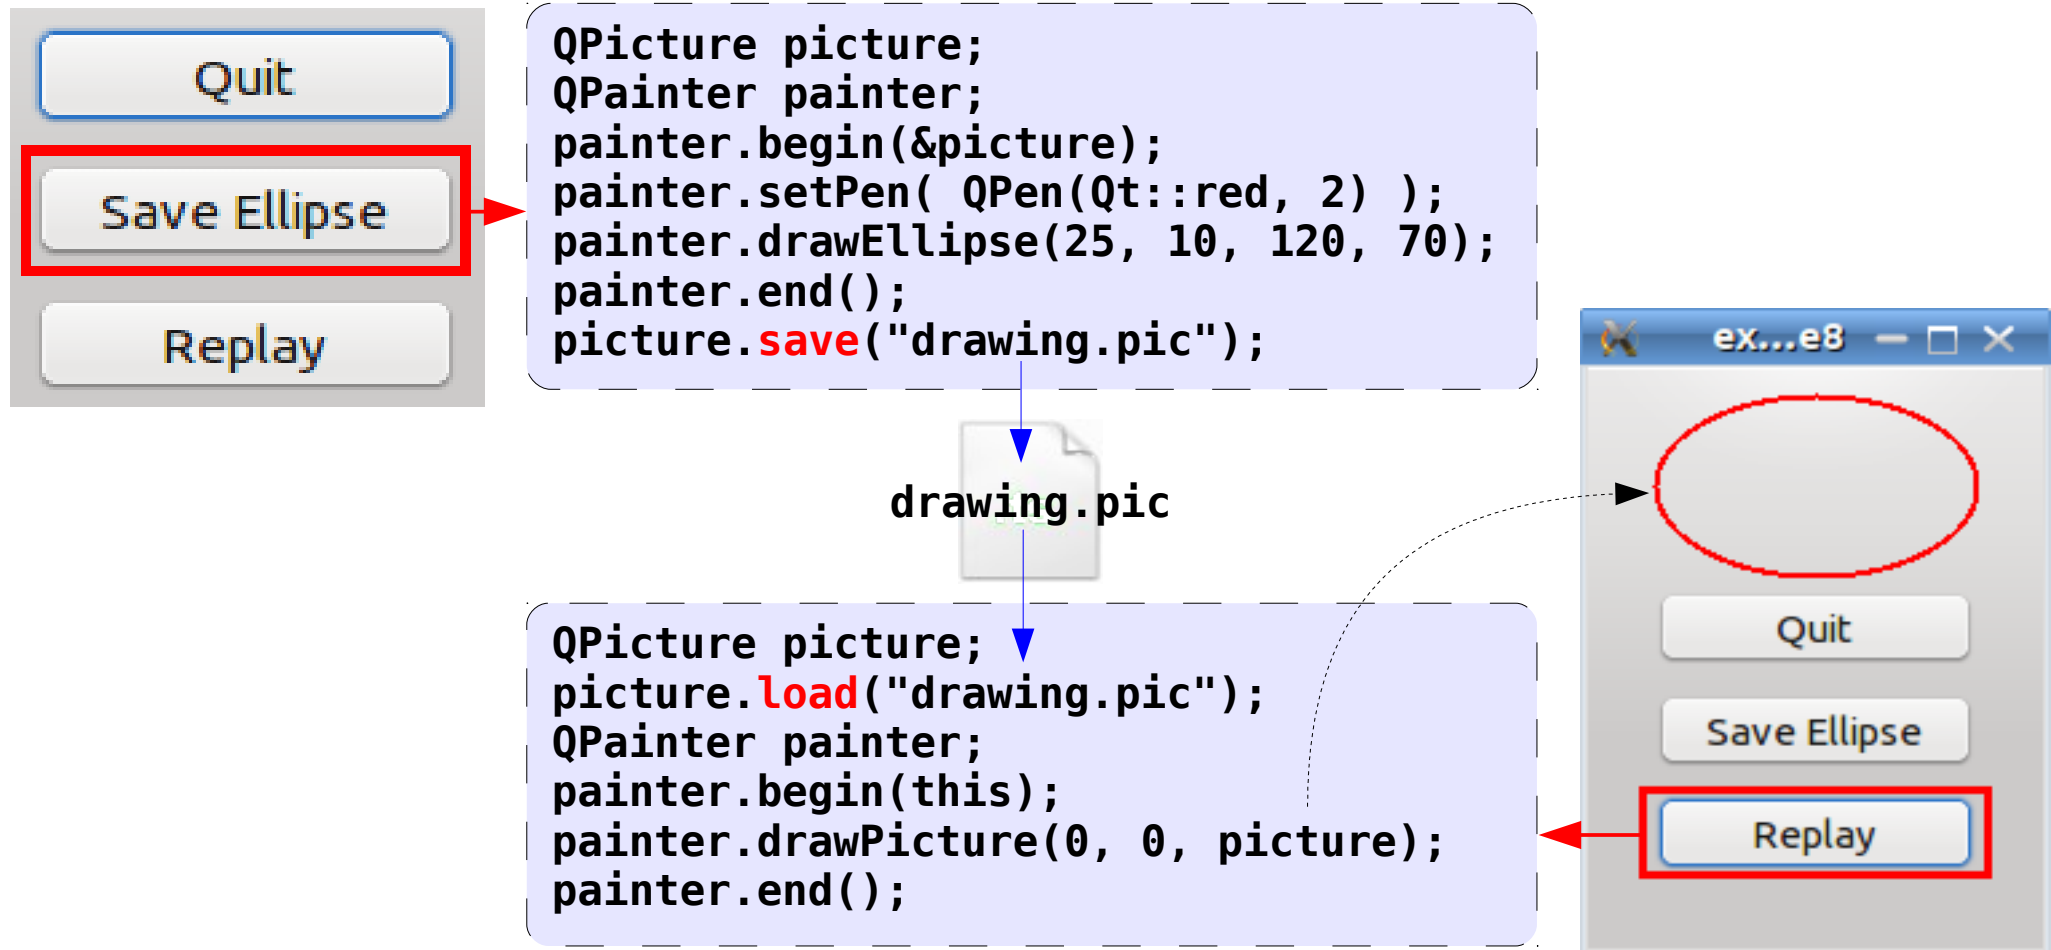 Quit
Save Ellipse
Replay
QPicture picture;
QPainter painter;
painter.begin(&picture);
painter.setPen( QPen(Qt::red, 2) );
painter.drawEllipse(25, 10, 120, 70);
painter.end();
picture.save("drawing.pic");
drawing.pic
QPicture picture;
picture.load("drawing.pic");
QPainter painter;
painter.begin(this);
painter.drawPicture(0, 0, picture);
painter.end();
ex...e8
Quit
Save Ellipse
Replay